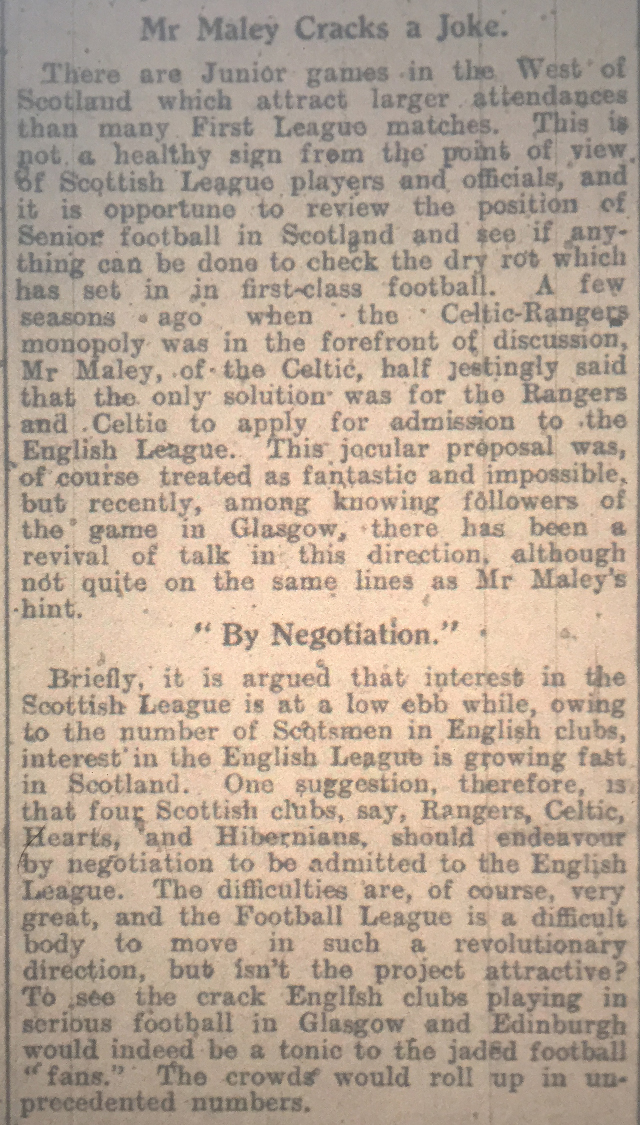 Mr Maley Cracks a Joke.
There are Junior games in the West of
Scotland which attract larger attendances
than many First League matches. This is
not a healthy sign from the point of view
of Scottish League players and officials, and
it is opportune to review the position of
Senior football in Scotland and see if any-
thing can be done to check the dry rot which
has set in in first-class football. A few
seasons ago when the Celtic-Rangers
monopoly was in the forefront of discussion,
Mr Maley, of the Celtic, half jestingly said
that the only solution was for the Rangers
and Celtic to apply for admission to the
English League. This jocular proposal was,
of course treated as fantastic and impossible,
but recently, among knowing followers of
the game in Glasgow, there has been a
revival of talk in this direction, although
not quite on the same lines as Mr Maley's
hint.
"By Negotiation."
Briefly, it is argued that interest in the
Scottish League is at a low ebb while, owing
to the number of Scotsmen in English clubs,
interest in the English League is growing fast
in Scotland. One suggestion, therefore, is
that four Scottish clubs, say, Rangers, Celtic,
Hearts, and Hibernians, should endeavour
by negotiation to be admitted to the English
League. The difficulties are, of course, very
great, and the Football League is a difficult
body to move in such a revolutionary
direction, but isn't the project attractive?
To see the crack English clubs playing in
serious football in Glasgow and Edinburgh
would indeed be a tonic to the jaded football
"fans." The crowds would roll up in un-
precedented numbers.